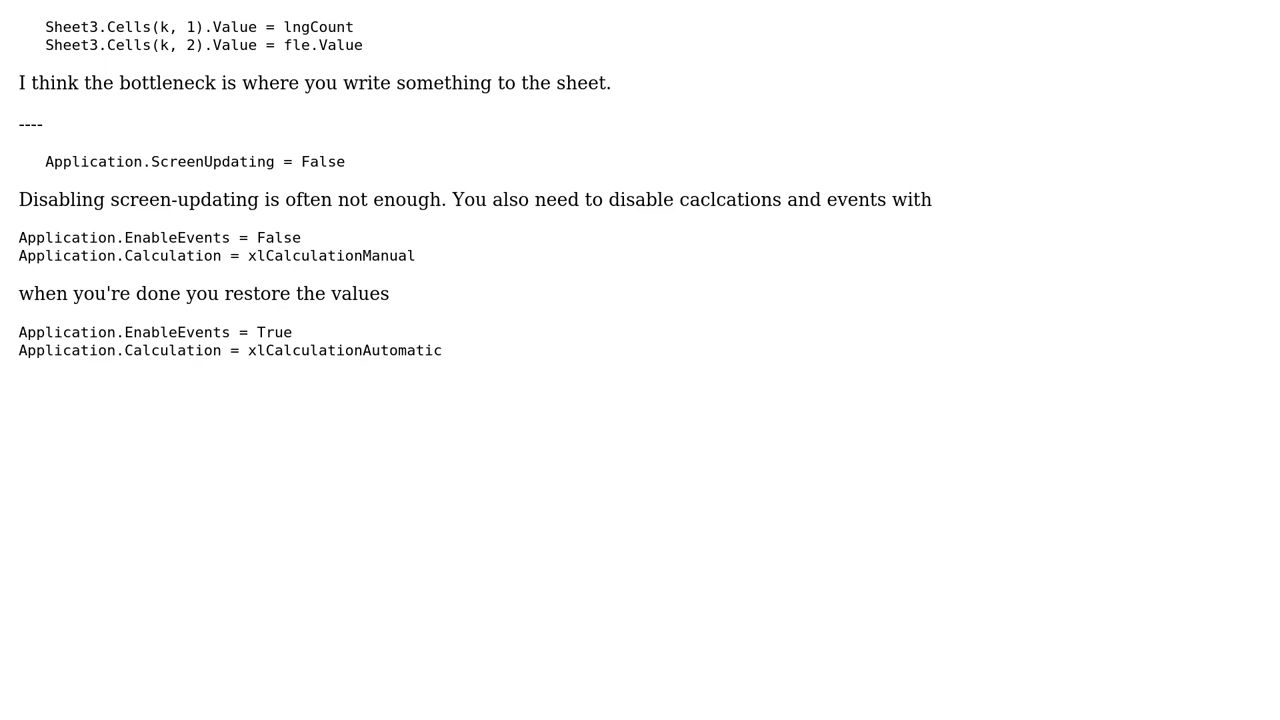 Sheet3.Cells(k, 1).Value = lngCount
Sheet3.Cells(k, 2).Value = fle.Value
I think the bottleneck is where you write something to the sheet.
----
Application.ScreenUpdating = False
Disabling screen-updating is often not enough. You also need to disable caclcations and events with
Application.EnableEvents = False
Application.Calculation = xlCalculationManual
when you're done you restore the values
Application.EnableEvents = True
Application.Calculation = xlCalculationAutomatic